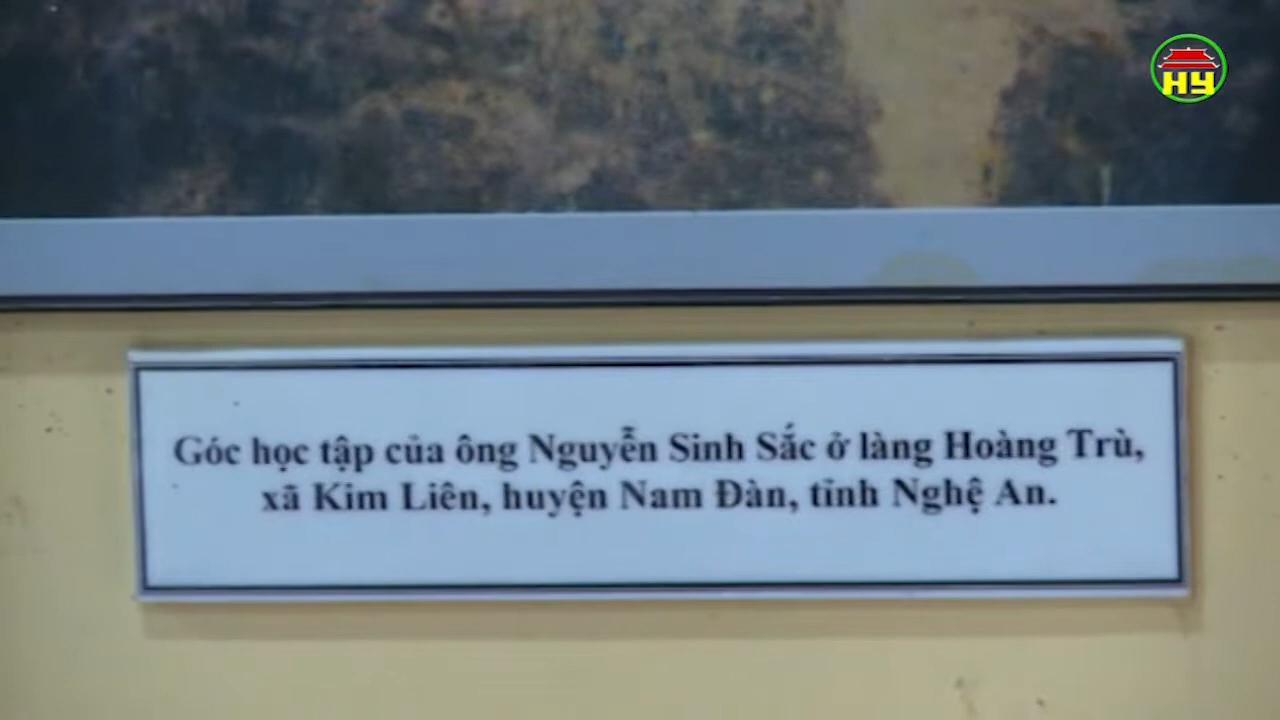 HY
Góc học tập của ông Nguyễn Sinh Sắc ở làng Hoàng Trù,
xã Kim Liên, huyện Nam Đàn, tỉnh Nghệ An.